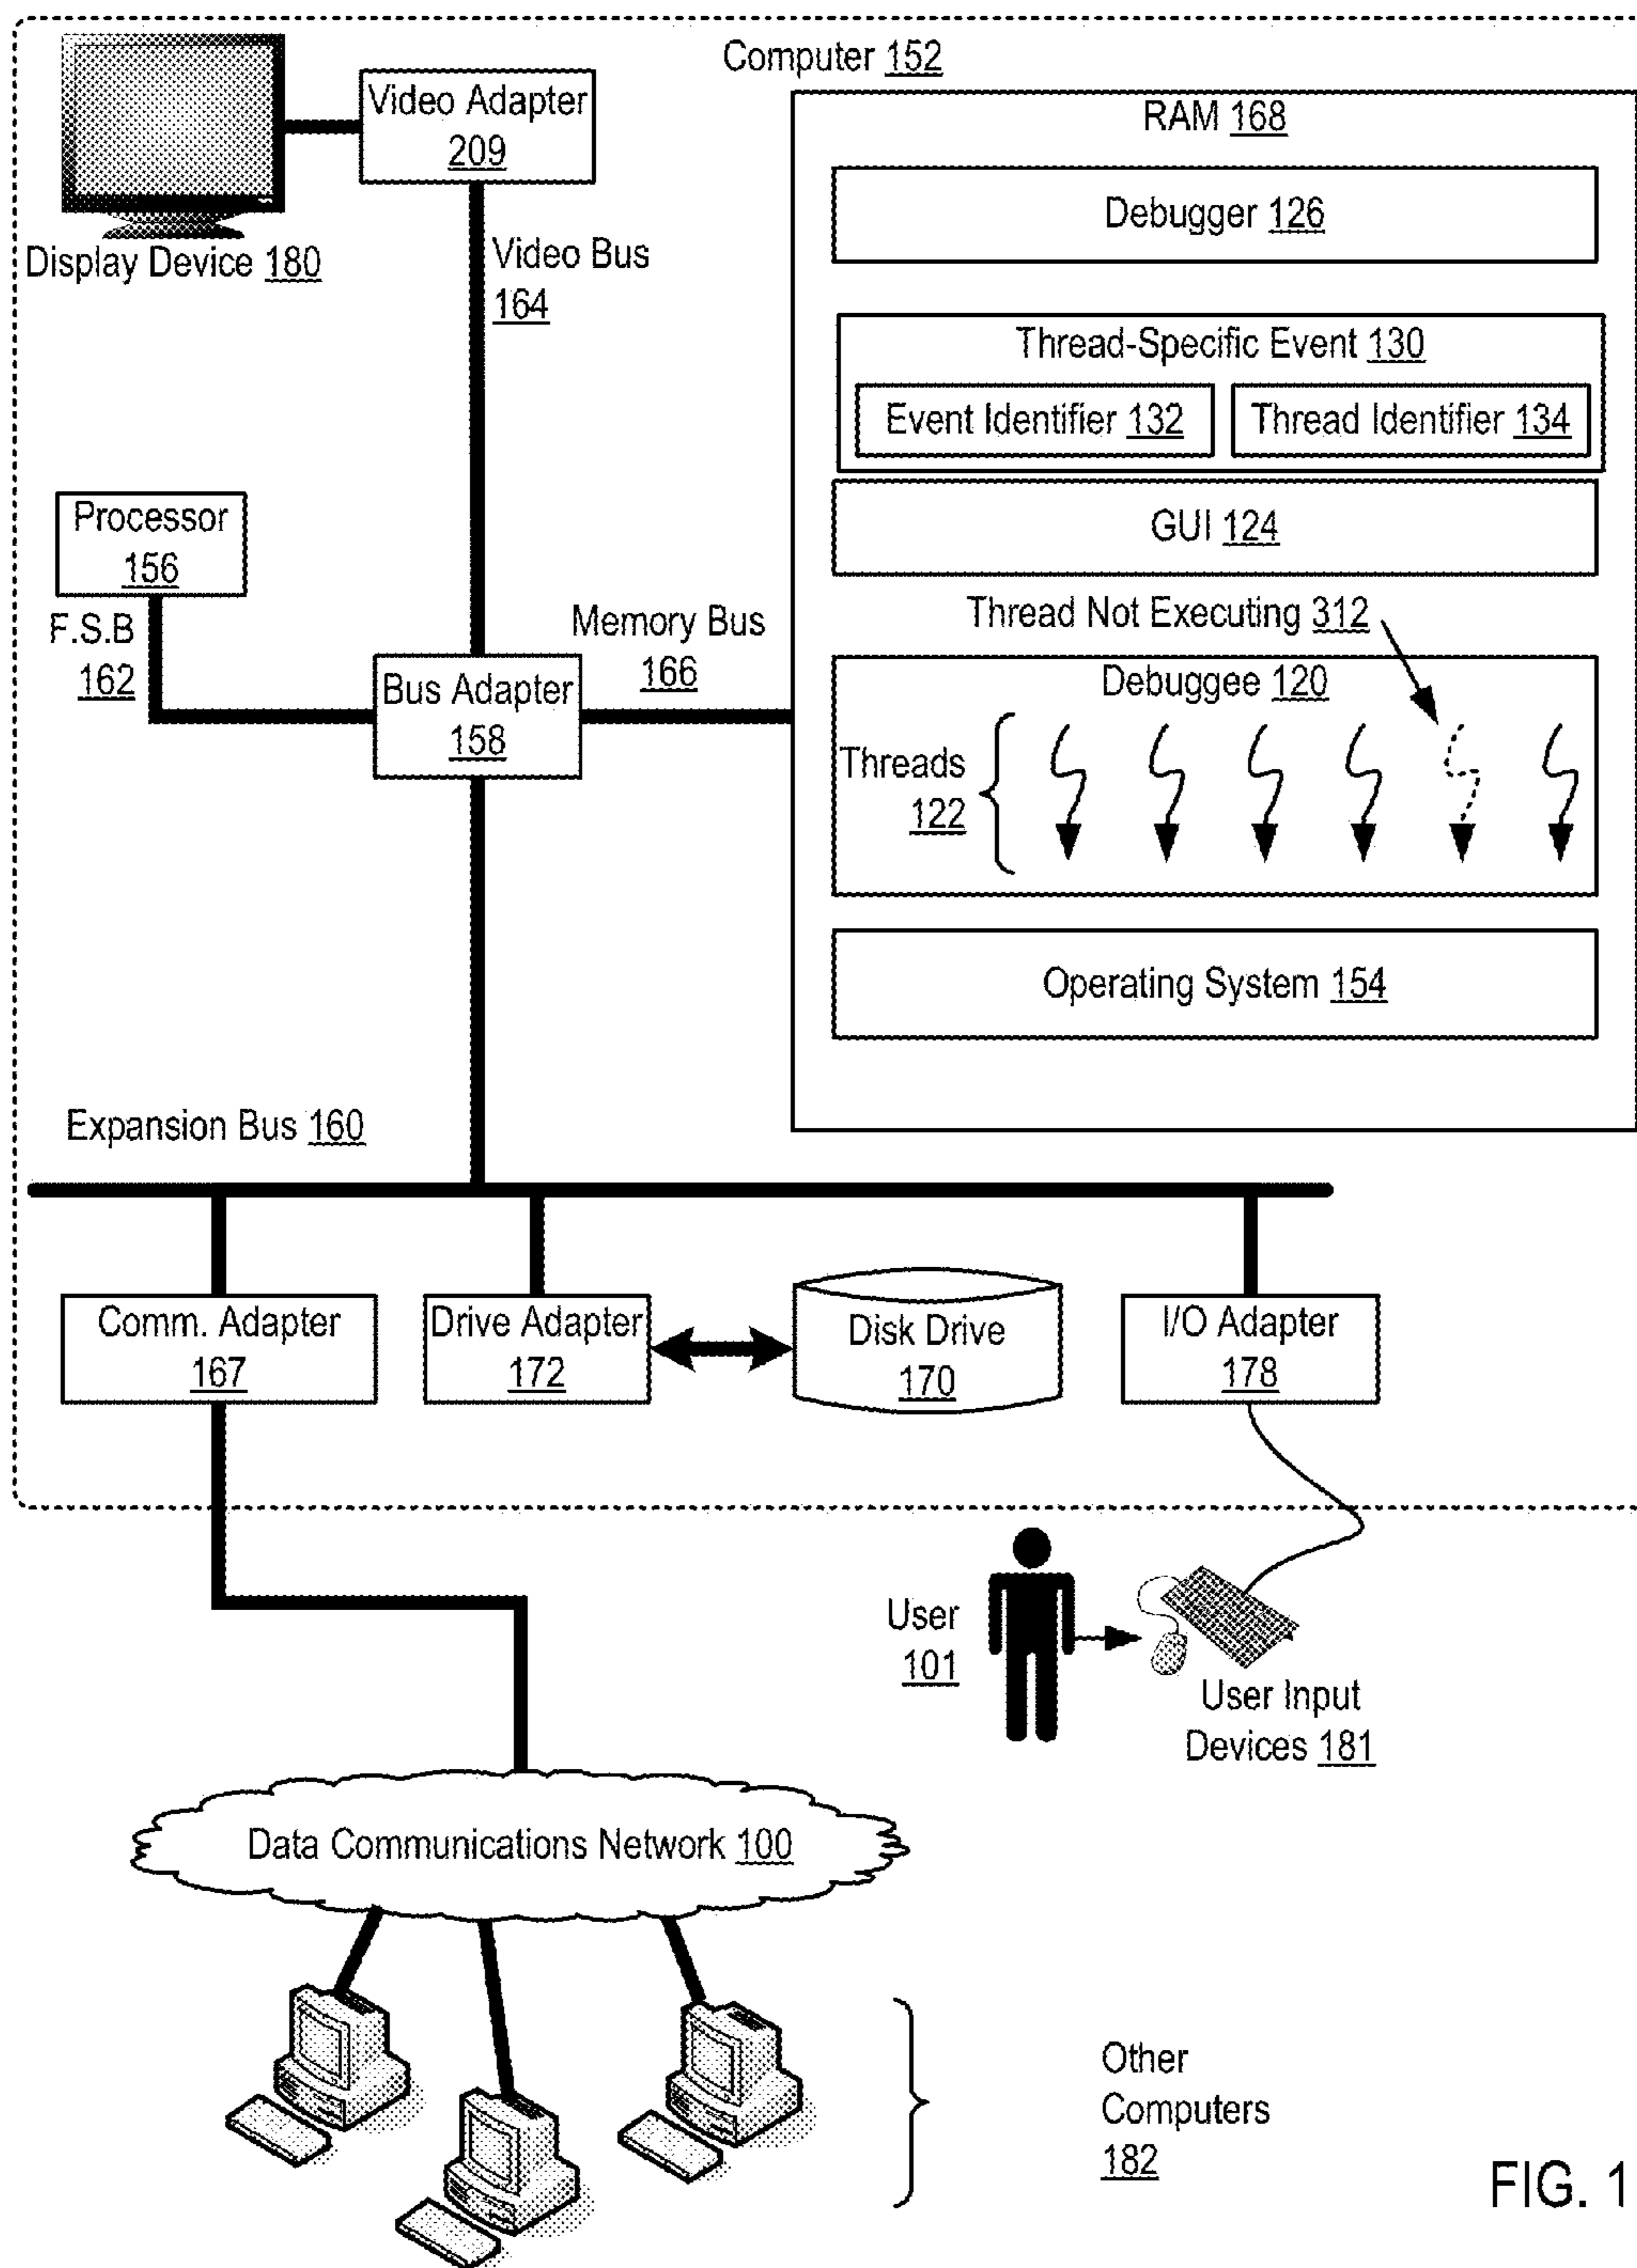 Computer 152
Video Adapter
209
Display Device 180
Video Bus
164
RAM 168
Debugger 126
Thread-Specific Event 130
Event Identifier 132
Thread Identifier 134
GUI 124
Processor
156
F.S.B
162
Bus Adapter
158
Memory Bus
166
Thread Not Executing 312
Debuggee 120
Threads
122
Operating System 154
Expansion Bus 160
Comm. Adapter
167
Drive Adapter
172
Disk Drive
170
I/O Adapter
178
User
101
User Input
Devices 181
Data Communications Network 100
Other
Computers
182
FIG. 1